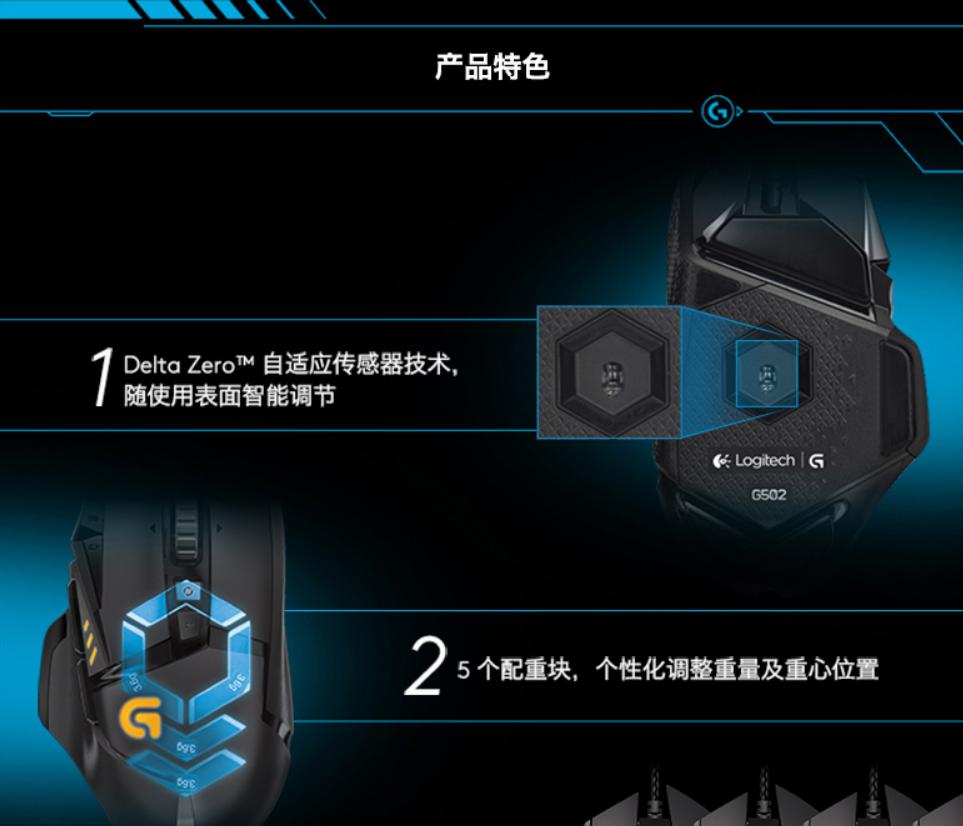 产品特色
1
Delta Zero™ 自适应传感器技术，
随使用表面智能调节
Logitech | G
G502
2
5 个配重块，个性化调整重量及重心位置
3.6g
3.6g
3.6g
3.6g